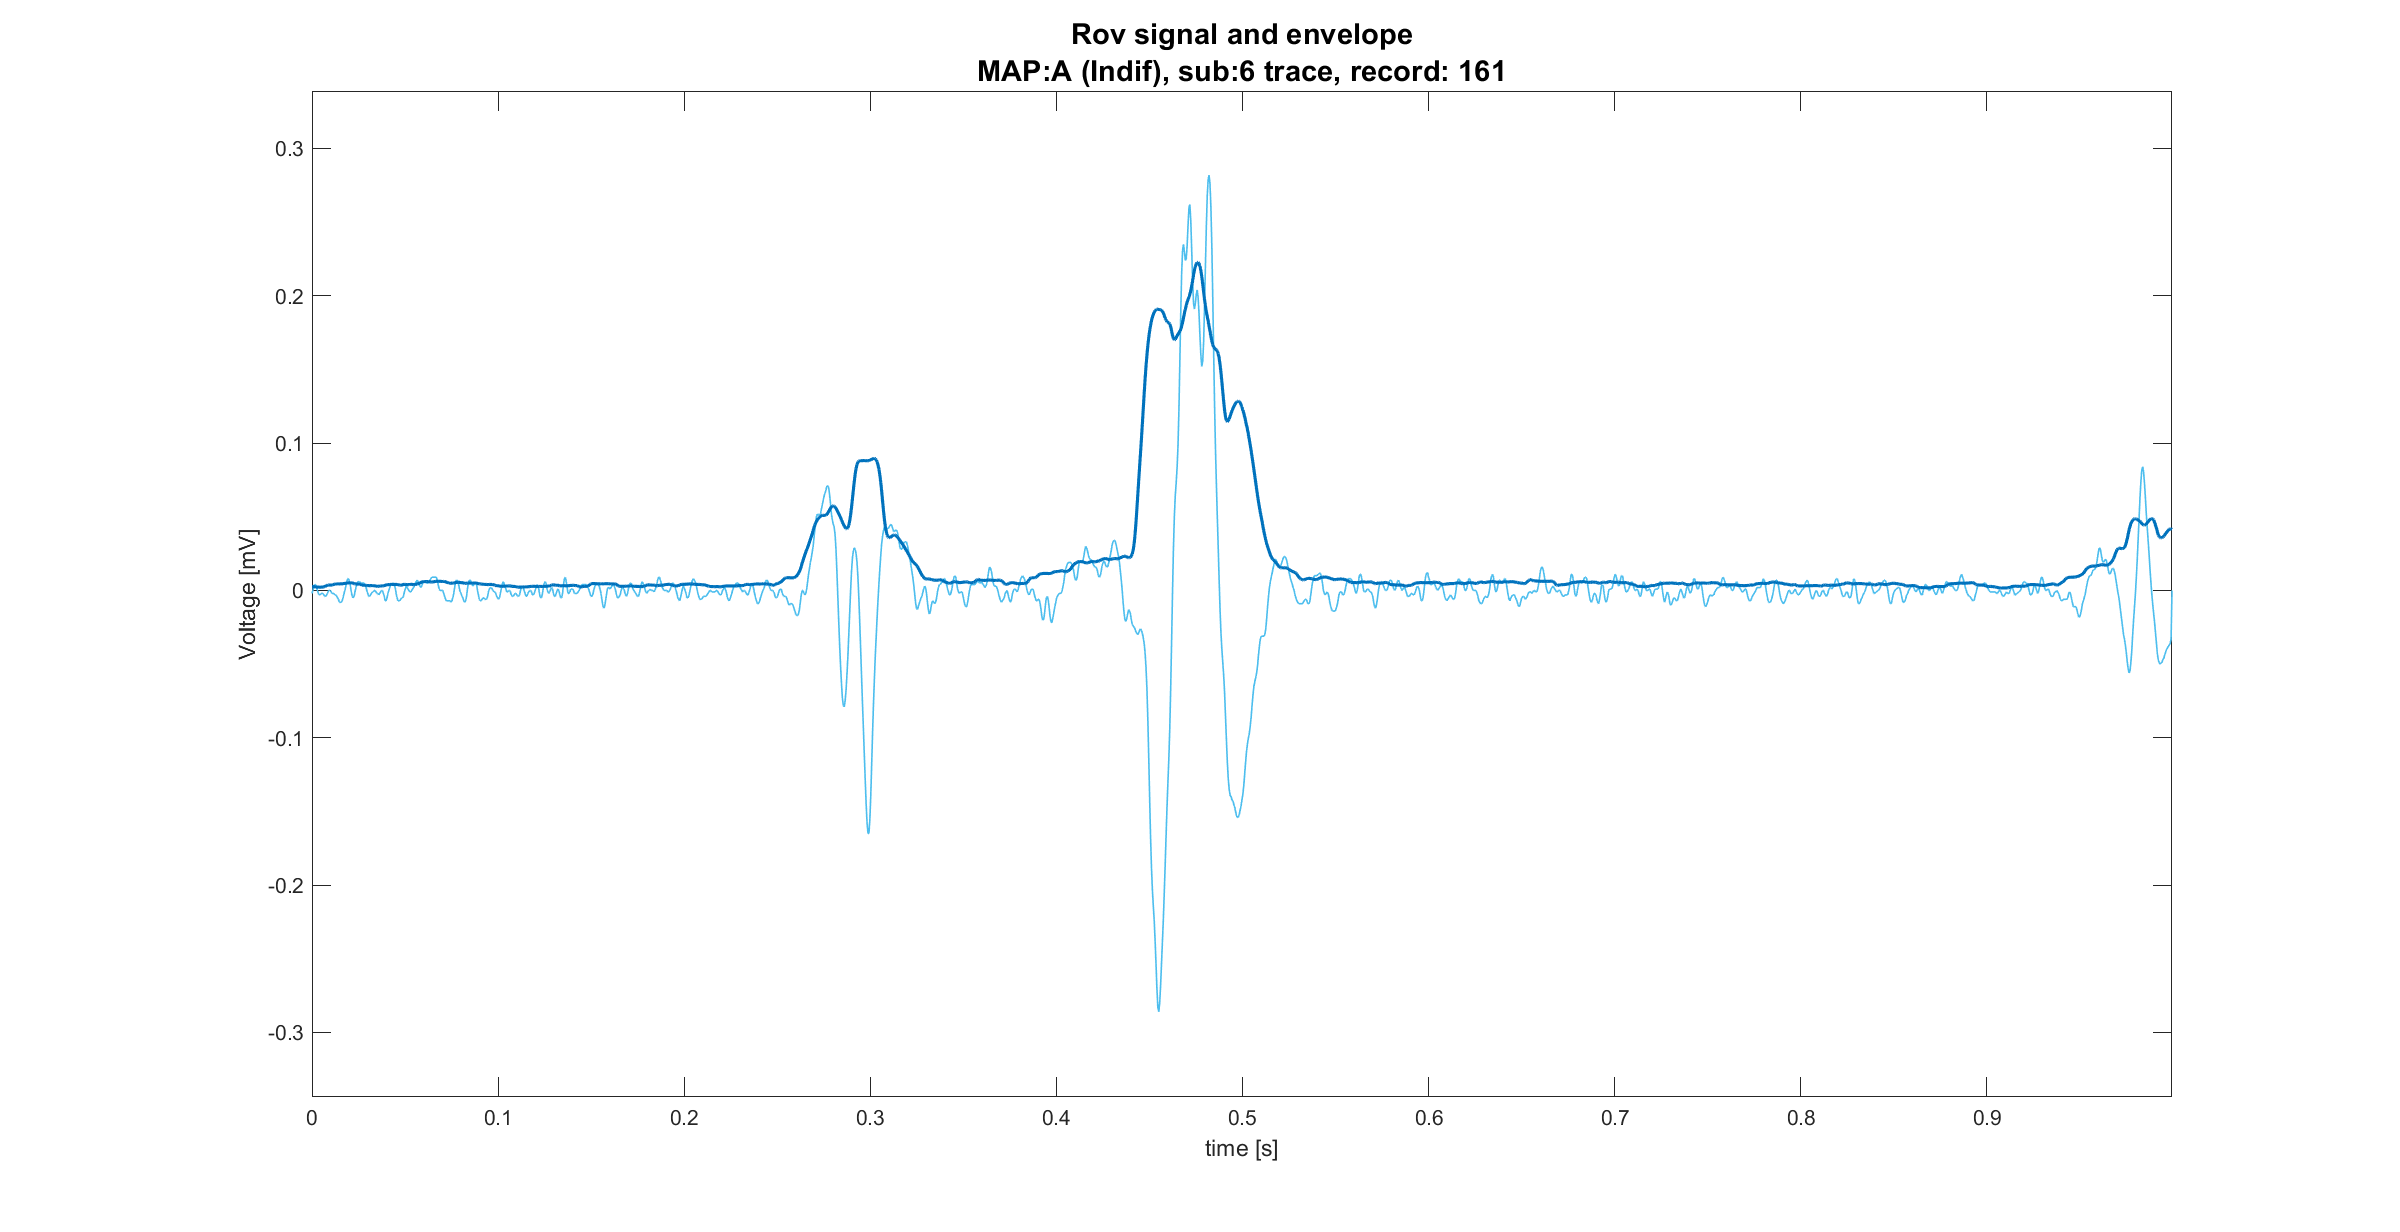 Rov signal and envelope
MAP:A (Indif), sub:6 trace, record: 161
0.3
0.2
0.1
0
-0.1
-0.2
-0.3
Voltage [mV]
0 0.1 0.2 0.3 0.4 0.5 0.6 0.7 0.8 0.9
time [s]